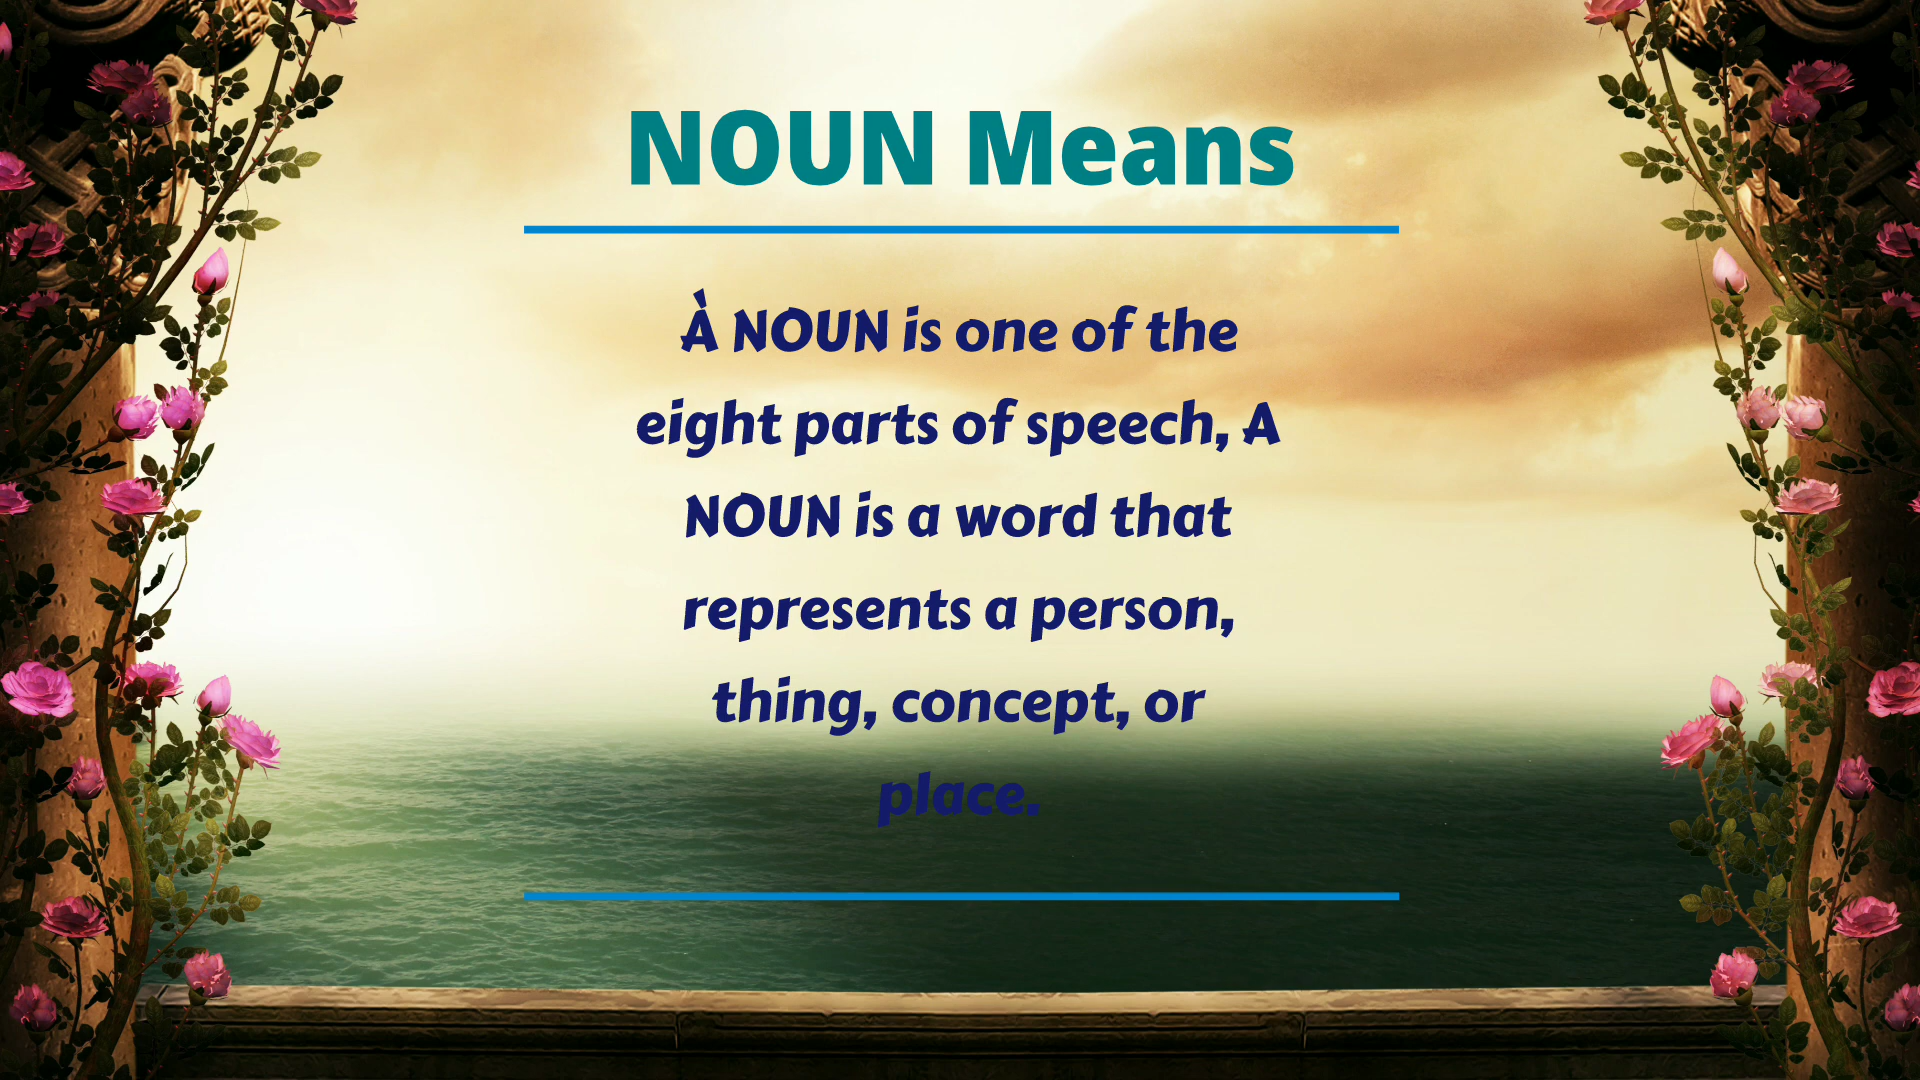 NOUN Means
À NOUN is one of the
eight parts of speech, A
NOUN is a word that
represents a person,
thing, concept, or
place.